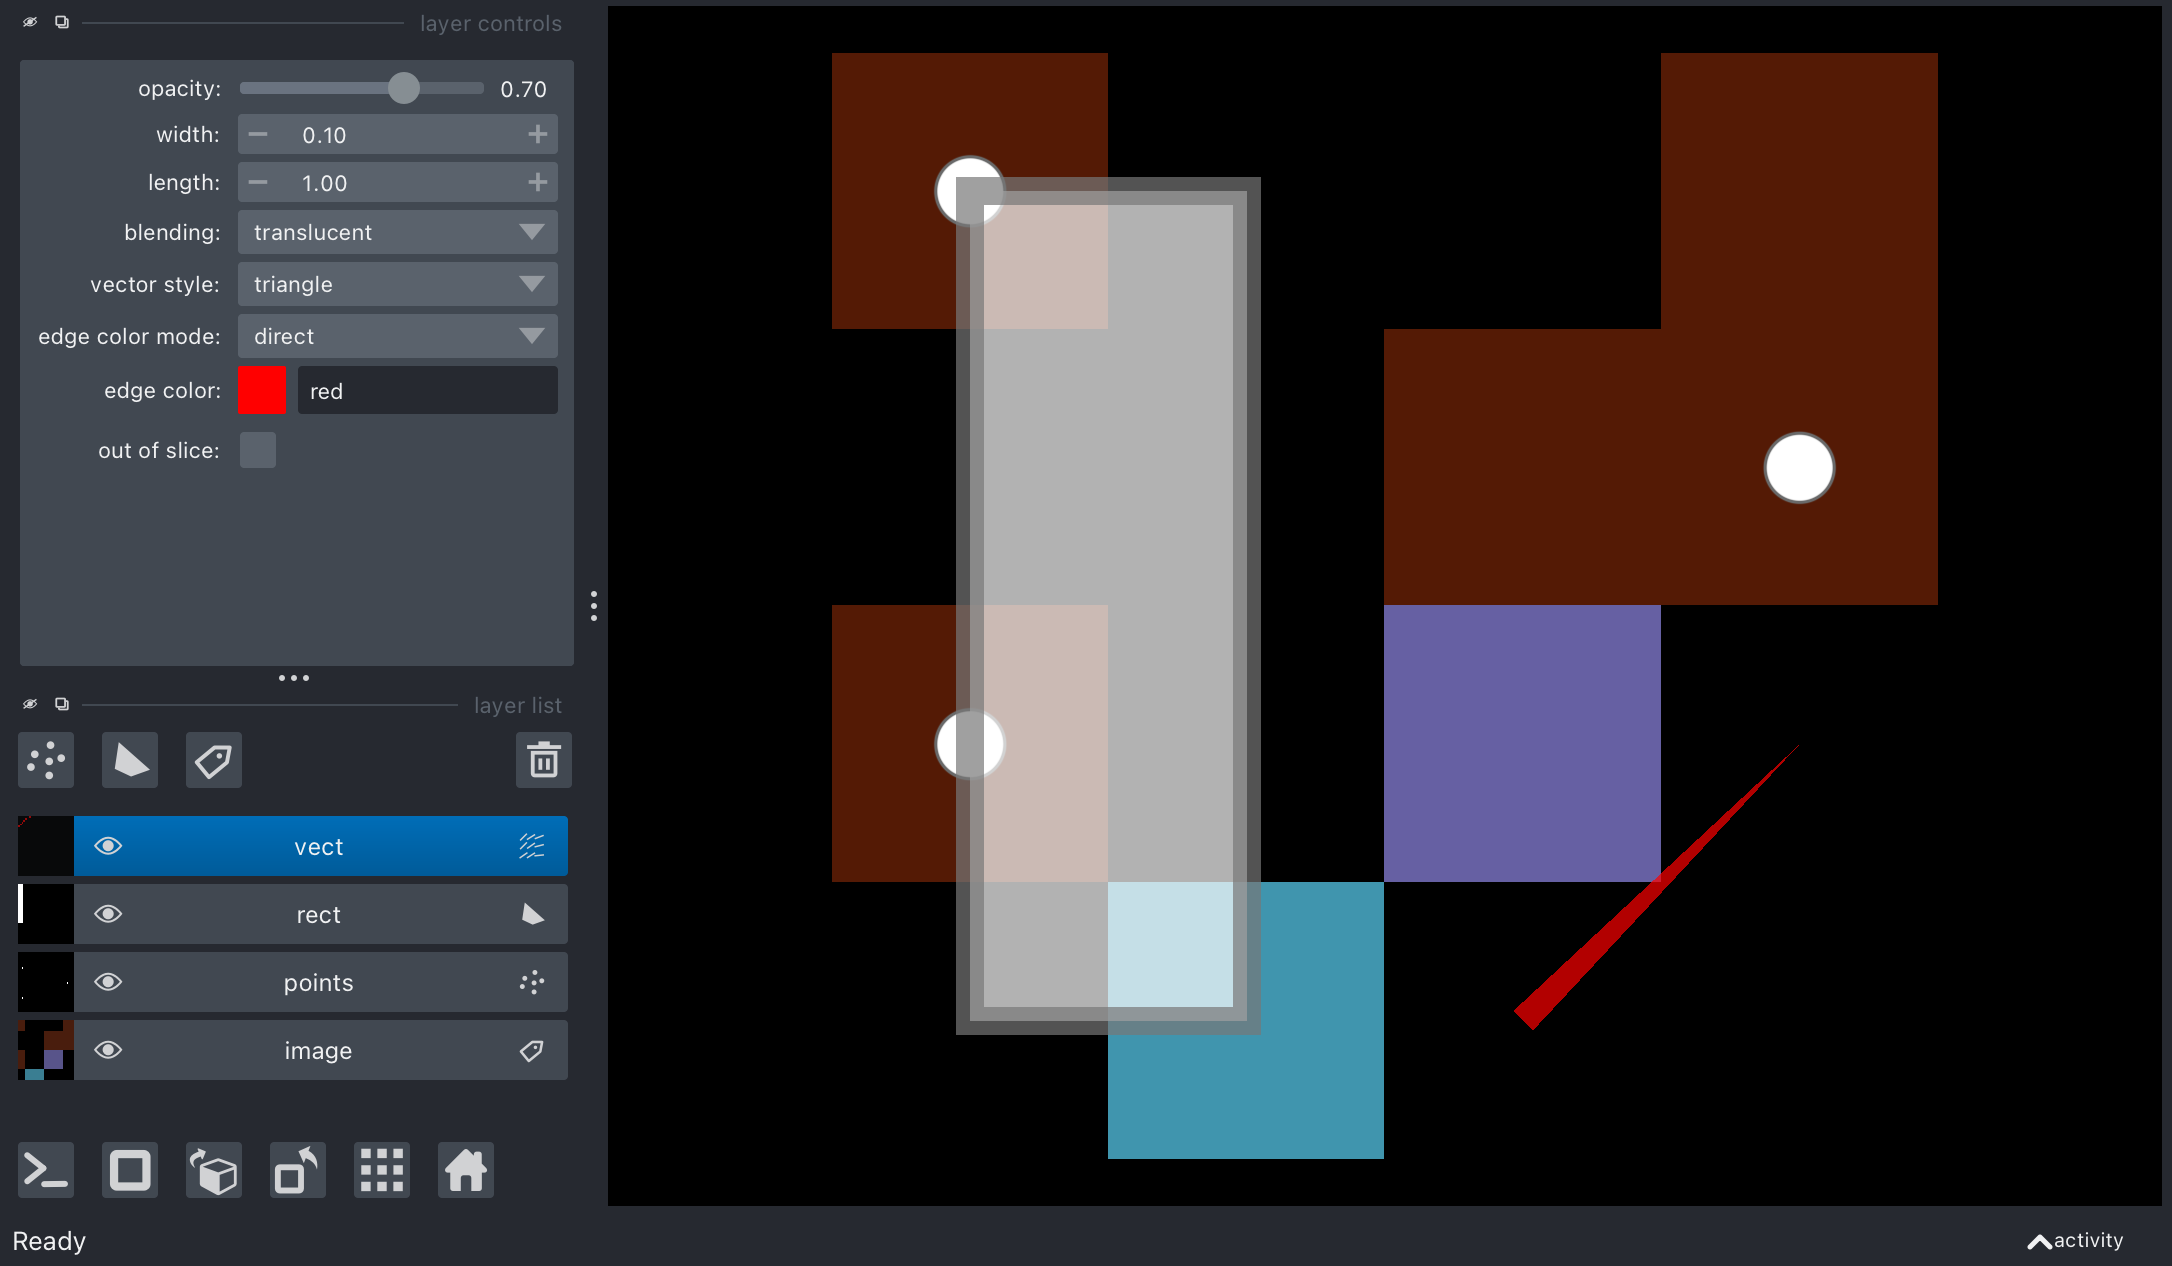 layer controls
opacity: 0.70
width: 0.10
length: 1.00
blending: translucent
vector style: triangle
edge color mode: direct
edge color: red
out of slice:
layer list
vect
rect
points
image
Ready
activity